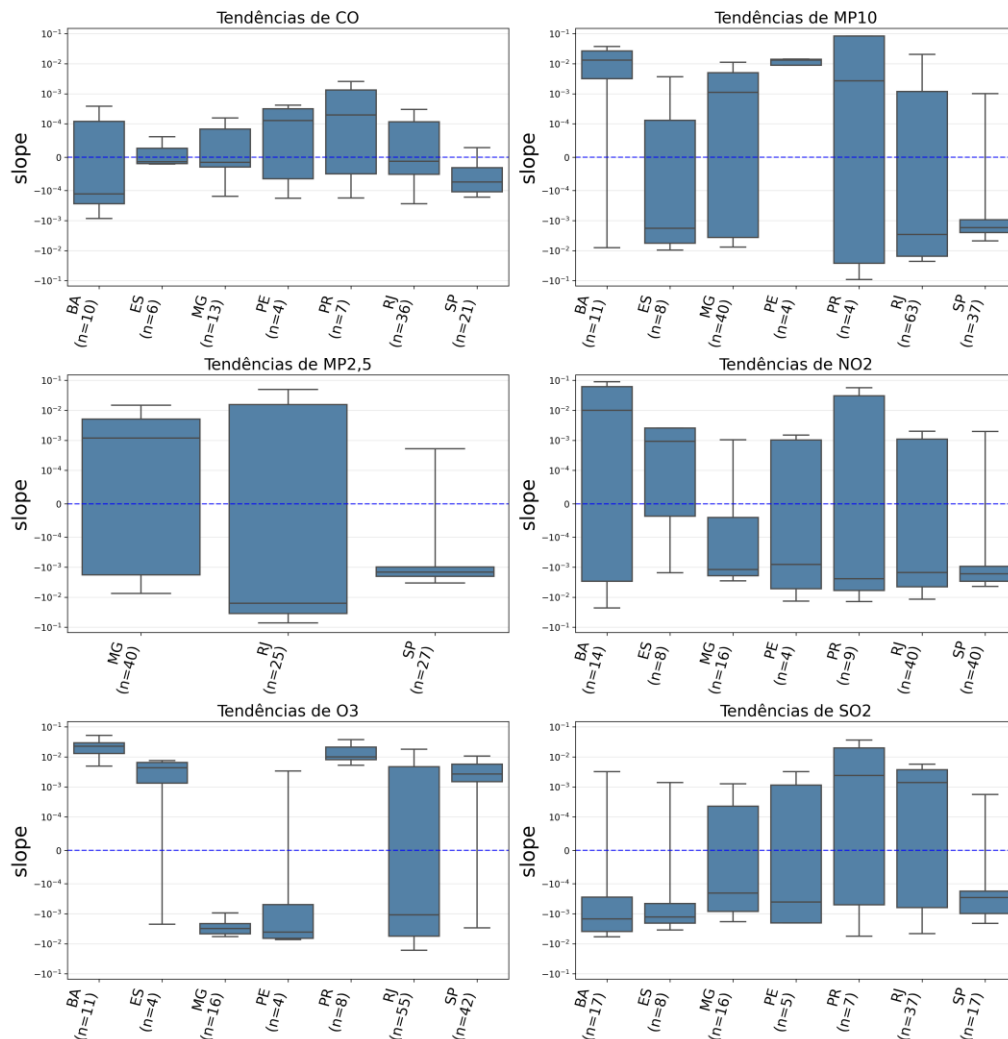 Tendências de CO
slope
10⁻¹
10⁻²
10⁻³
10⁻⁴
0
−10⁻⁴
−10⁻³
−10⁻²
−10⁻¹
BA
(n=10)
ES
(n=6)
MG
(n=13)
PE
(n=4)
PR
(n=7)
RJ
(n=36)
SP
(n=21)
Tendências de MP10
slope
10⁻¹
10⁻²
10⁻³
10⁻⁴
0
−10⁻⁴
−10⁻³
−10⁻²
−10⁻¹
BA
(n=11)
ES
(n=8)
MG
(n=40)
PE
(n=4)
PR
(n=4)
RJ
(n=63)
SP
(n=37)
Tendências de MP2,5
slope
10⁻¹
10⁻²
10⁻³
10⁻⁴
0
−10⁻⁴
−10⁻³
−10⁻²
−10⁻¹
MG
(n=40)
RJ
(n=25)
SP
(n=27)
Tendências de NO2
slope
10⁻¹
10⁻²
10⁻³
10⁻⁴
0
−10⁻⁴
−10⁻³
−10⁻²
−10⁻¹
BA
(n=14)
ES
(n=8)
MG
(n=16)
PE
(n=4)
PR
(n=9)
RJ
(n=40)
SP
(n=40)
Tendências de O3
slope
10⁻¹
10⁻²
10⁻³
10⁻⁴
0
−10⁻⁴
−10⁻³
−10⁻²
−10⁻¹
BA
(n=11)
ES
(n=4)
MG
(n=16)
PE
(n=4)
PR
(n=8)
RJ
(n=55)
SP
(n=42)
Tendências de SO2
slope
10⁻¹
10⁻²
10⁻³
10⁻⁴
0
−10⁻⁴
−10⁻³
−10⁻²
−10⁻¹
BA
(n=17)
ES
(n=8)
MG
(n=16)
PE
(n=5)
PR
(n=7)
RJ
(n=37)
SP
(n=17)